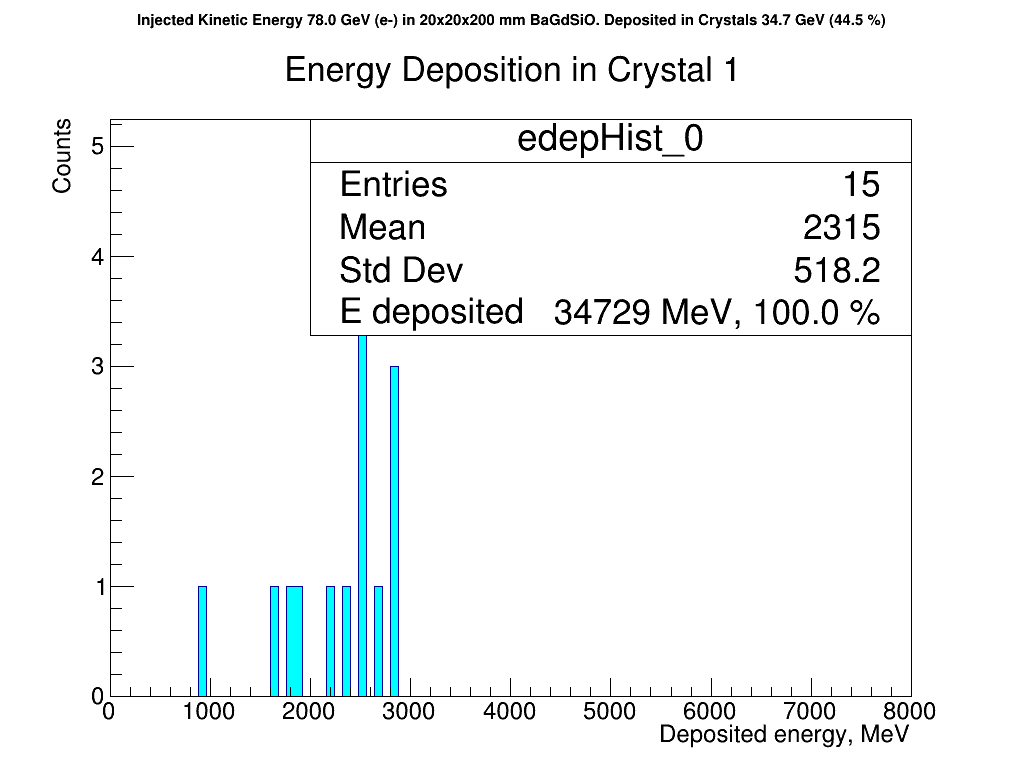 Injected Kinetic Energy 78.0 GeV (e-) in 20x20x200 mm BaGdSiO. Deposited in Crystals 34.7 GeV (44.5 %)
Energy Deposition in Crystal 1
Counts
edepHist_0
Entries 15
Mean 2315
Std Dev 518.2
E deposited 34729 MeV, 100.0 %
5
4
3
2
1
0
0 1000 2000 3000 4000 5000 6000 7000 8000
Deposited energy, MeV